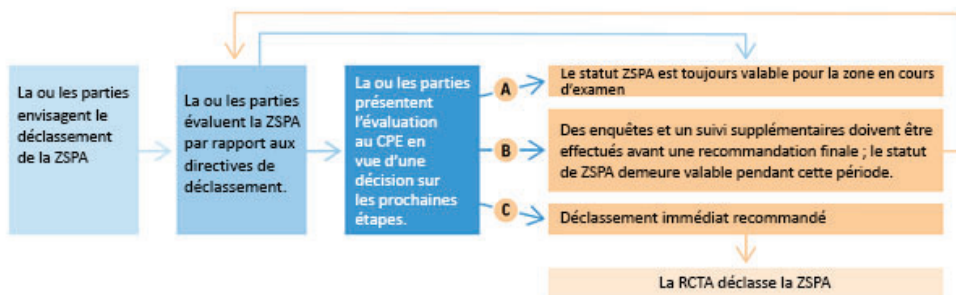 La ou les parties
envisagent le
déclassement
de la ZSPA
La ou les parties
évaluent la ZSPA
par rapport aux
directives de
déclassement.
La ou les parties
présentent
l'évaluation
au CPE en
vue d'une
décision sur
les prochaines
étapes.
A
Le statut ZSPA est toujours valable pour la zone en cours
d'examen
B
Des enquêtes et un suivi supplémentaires doivent être
effectués avant une recommandation finale ; le statut
de ZSPA demeure valable pendant cette période.
C
Déclassement immédiat recommandé
La RCTA déclasse la ZSPA